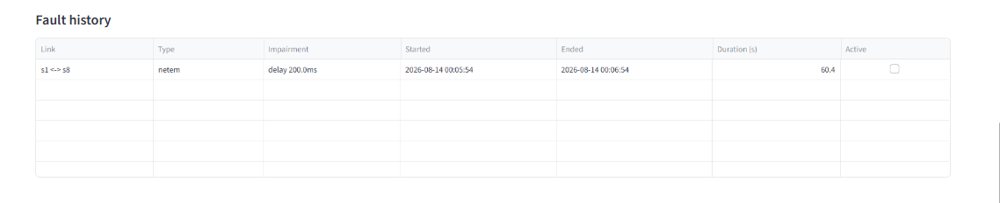 Fault history
Link Type Impairment Started Ended Duration (s) Active
s1 <-> s8 netem delay 200.0ms 2026-08-14 00:05:54 2026-08-14 00:06:54 60.4